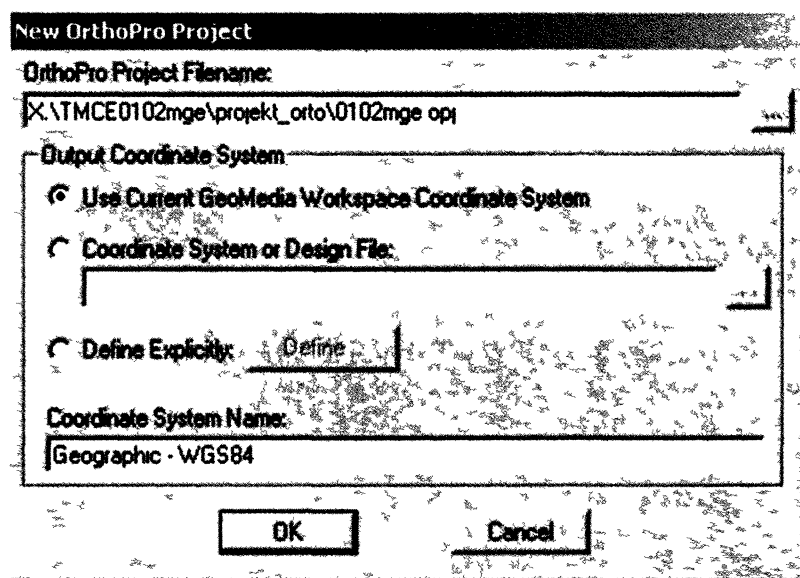 New OrthoPro Project
OrthoPro Project Filename:
X:\TMCE0102mge\projekt_orto\0102mge opj
...
Output Coordinate System
Use Current GeoMedia Workspace Coordinate System
Coordinate System or Design File:
...
Define Explicitly:
Define
Coordinate System Name:
Geographic - WGS84
OK
Cancel